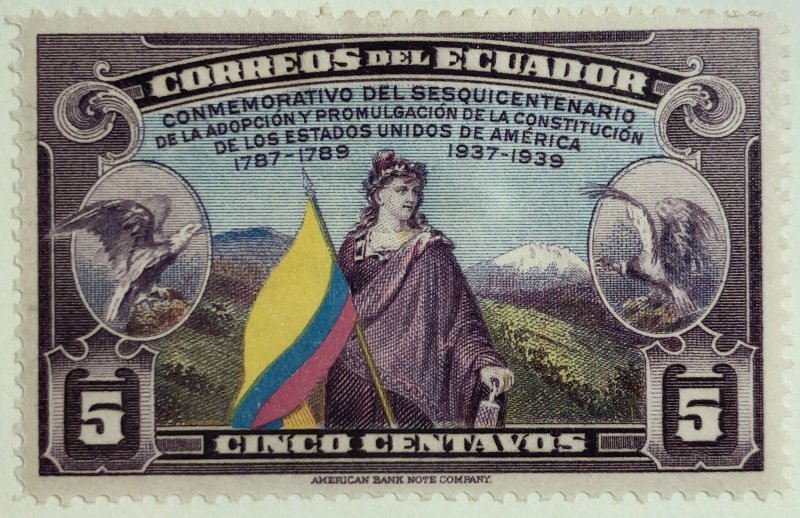 CORREOS DEL ECUADOR
CONMEMORATIVO DEL SESQUICENTENARIO
DE LA ADOPCIÓN Y PROMULGACIÓN DE LA CONSTITUCIÓN
DE LOS ESTADOS UNIDOS DE AMÉRICA
1787-1789 1937-1939
5 5
CINCO CENTAVOS
AMERICAN BANK NOTE COMPANY.